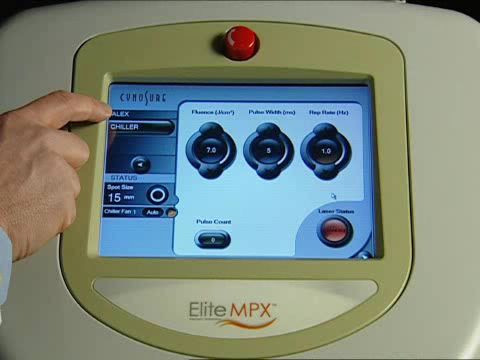 CYNOSURE
ALEX
CHILLER
STATUS
Spot Size
15 mm
Chiller Fan 1 Auto
Fluence (J/cm²) Pulse Width (ms) Rep Rate (Hz)
7.0 5 1.0
Pulse Count
0
Laser Status
Elite MPX™